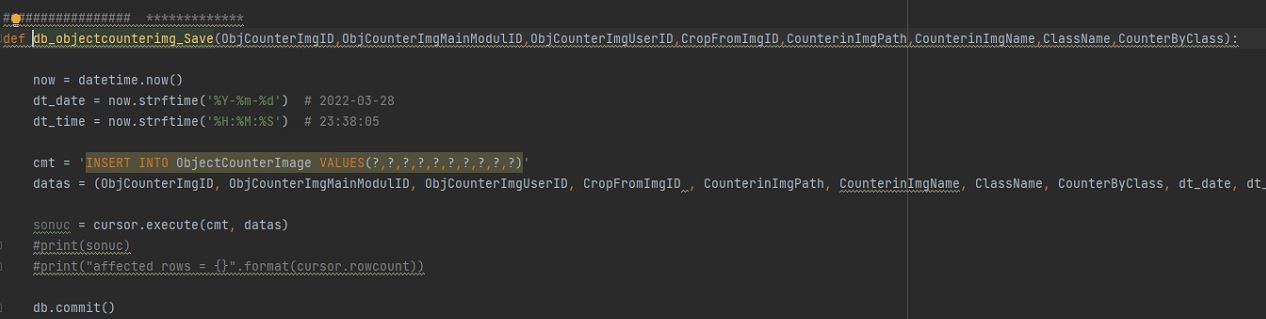 ################  *************
def db_objectcounterimg_Save(ObjCounterImgID,ObjCounterImgMainModulID,ObjCounterImgUserID,CropFromImgID,CounterinImgPath,CounterinImgName,ClassName,CounterByClass):
now = datetime.now()
dt_date = now.strftime('%Y-%m-%d')  # 2022-03-28
dt_time = now.strftime('%H:%M:%S')  # 23:38:05
cmt = 'INSERT INTO ObjectCounterImage VALUES(?,?,?,?,?,?,?,?,?,?)'
datas = (ObjCounterImgID, ObjCounterImgMainModulID, ObjCounterImgUserID, CropFromImgID , CounterinImgPath, CounterinImgName, ClassName, CounterByClass, dt_date, dt_
sonuc = cursor.execute(cmt, datas)
#print(sonuc)
#print("affected rows = {}".format(cursor.rowcount))
db.commit()